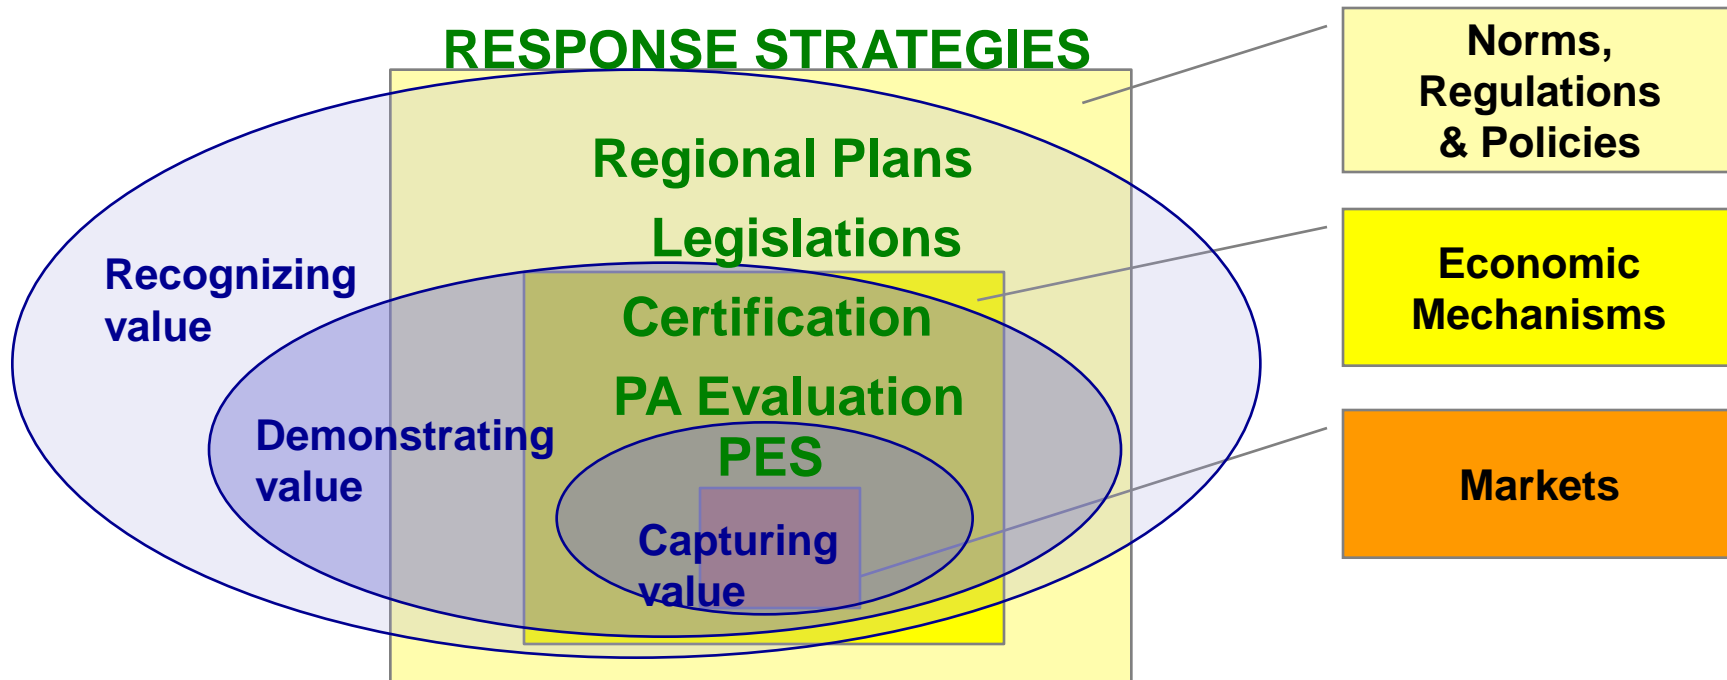 RESPONSE STRATEGIES
Regional Plans
Legislations
Certification
PA Evaluation
PES
Recognizing
value
Demonstrating
value
Capturing
value
Norms,
Regulations
& Policies
Economic
Mechanisms
Markets